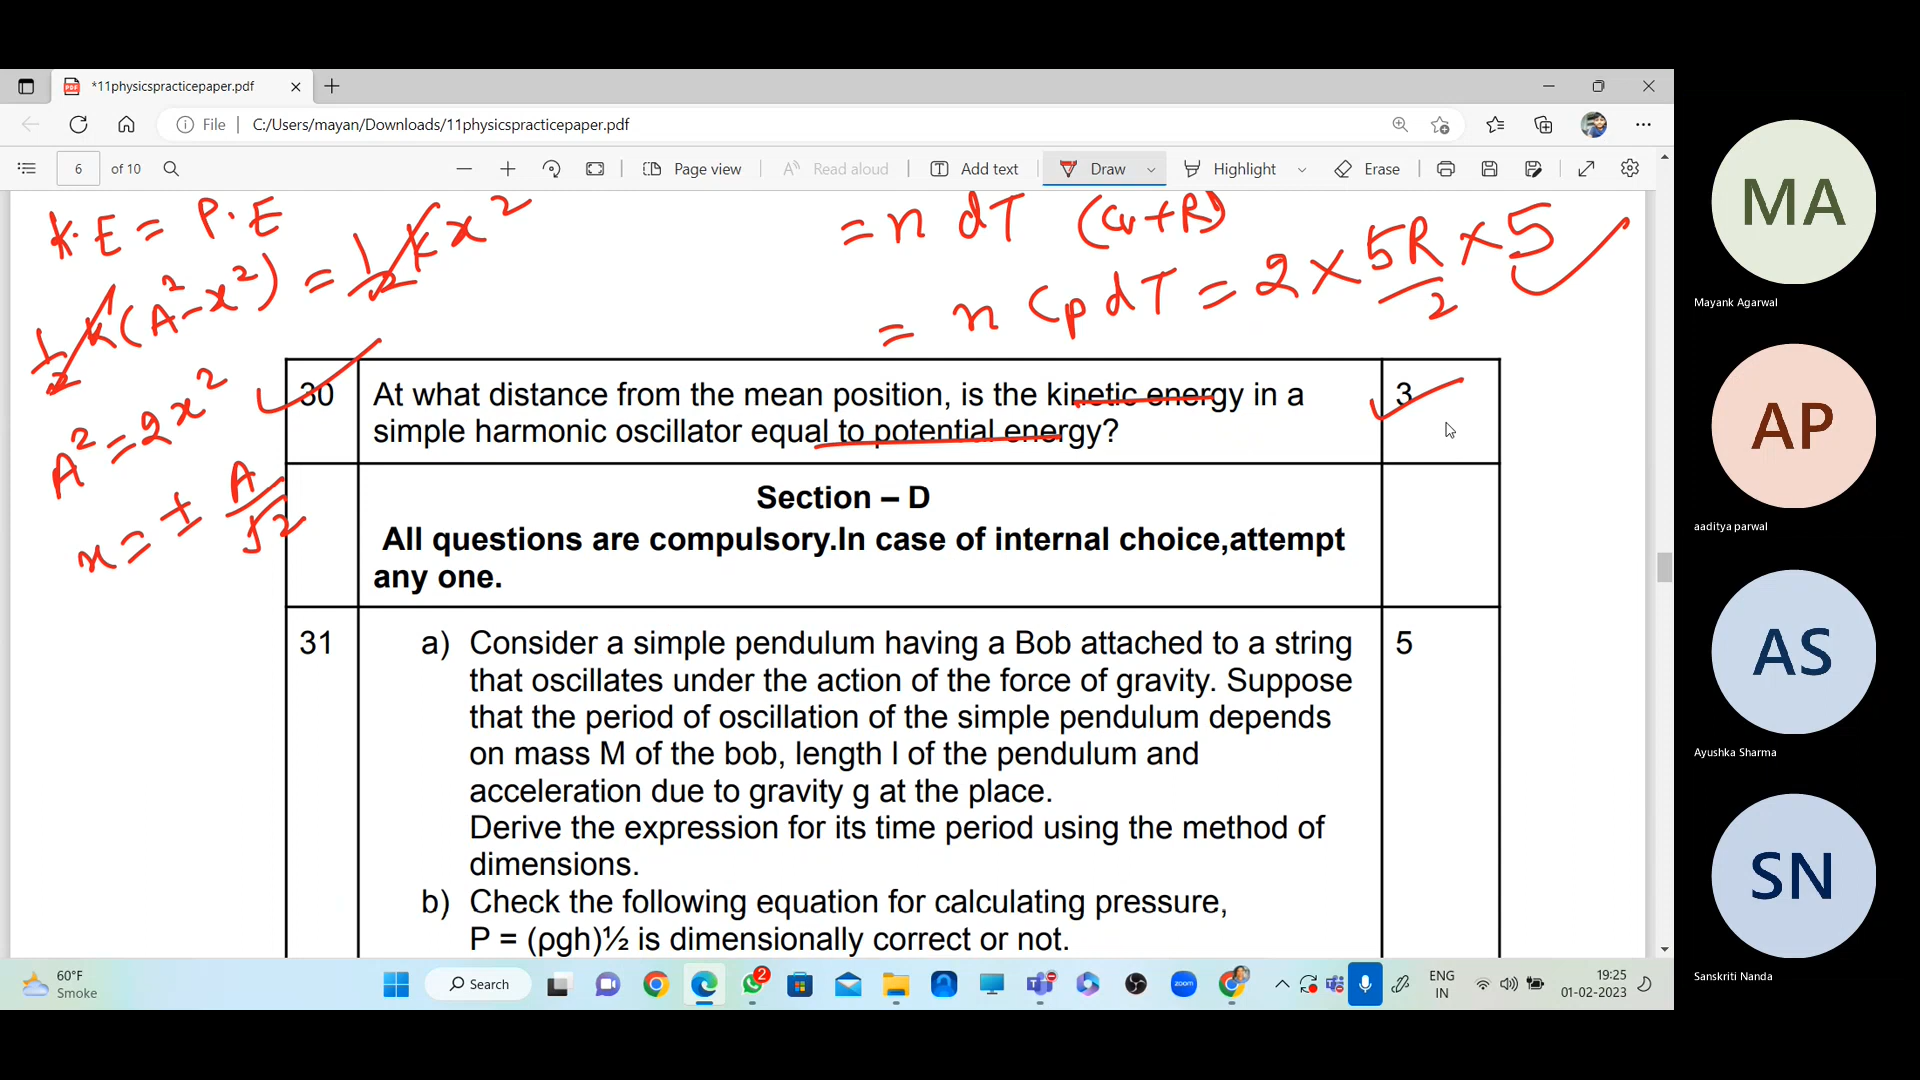 *11physicspracticepaper.pdf
File | C:/Users/mayan/Downloads/11physicspracticepaper.pdf
6 of 10
Page view
Read aloud
Add text
Draw
Highlight
Erase
K.E = P.E
1/2 k(A²-x²) = 1/2 k x²
A² = 2x²
x = ± A/√2
= n dT (Cv+R)
= n Cp dT = 2 × 5R/2 × 5
30 At what distance from the mean position, is the kinetic energy in a 3
simple harmonic oscillator equal to potential energy?
Section – D
All questions are compulsory.In case of internal choice,attempt
any one.
31 a) Consider a simple pendulum having a Bob attached to a string 5
that oscillates under the action of the force of gravity. Suppose
that the period of oscillation of the simple pendulum depends
on mass M of the bob, length l of the pendulum and
acceleration due to gravity g at the place.
Derive the expression for its time period using the method of
dimensions.
b) Check the following equation for calculating pressure,
P = (ρgh)½ is dimensionally correct or not.
MA
Mayank Agarwal
AP
aaditya parwal
AS
Ayushka Sharma
SN
Sanskriti Nanda
60°F
Smoke
Search
2
zoom
ENG
IN
19:25
01-02-2023